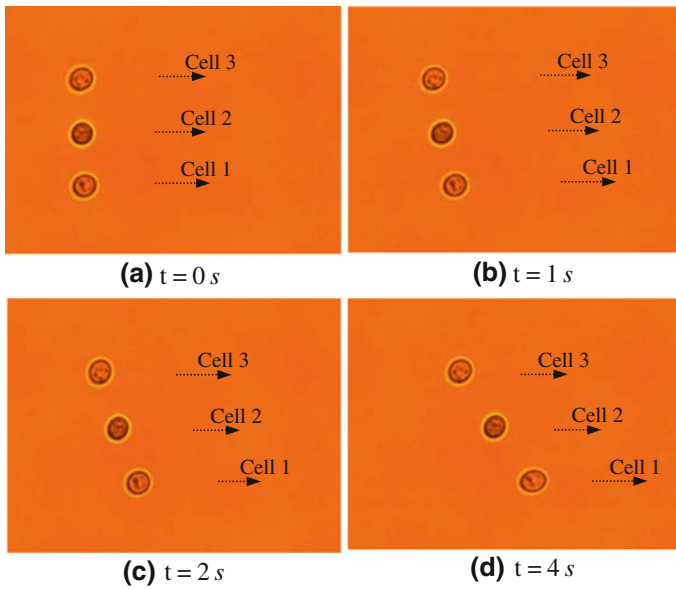 Cell 3
Cell 2
Cell 1
(a) t = 0 s
Cell 3
Cell 2
Cell 1
(b) t = 1 s
Cell 3
Cell 2
Cell 1
(c) t = 2 s
Cell 3
Cell 2
Cell 1
(d) t = 4 s